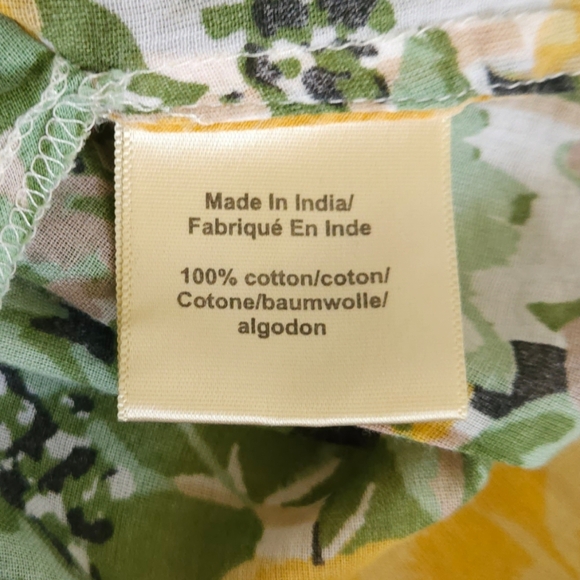 Made In India/
Fabriqué En Inde
100% cotton/coton/
Cotone/baumwolle/
algodon